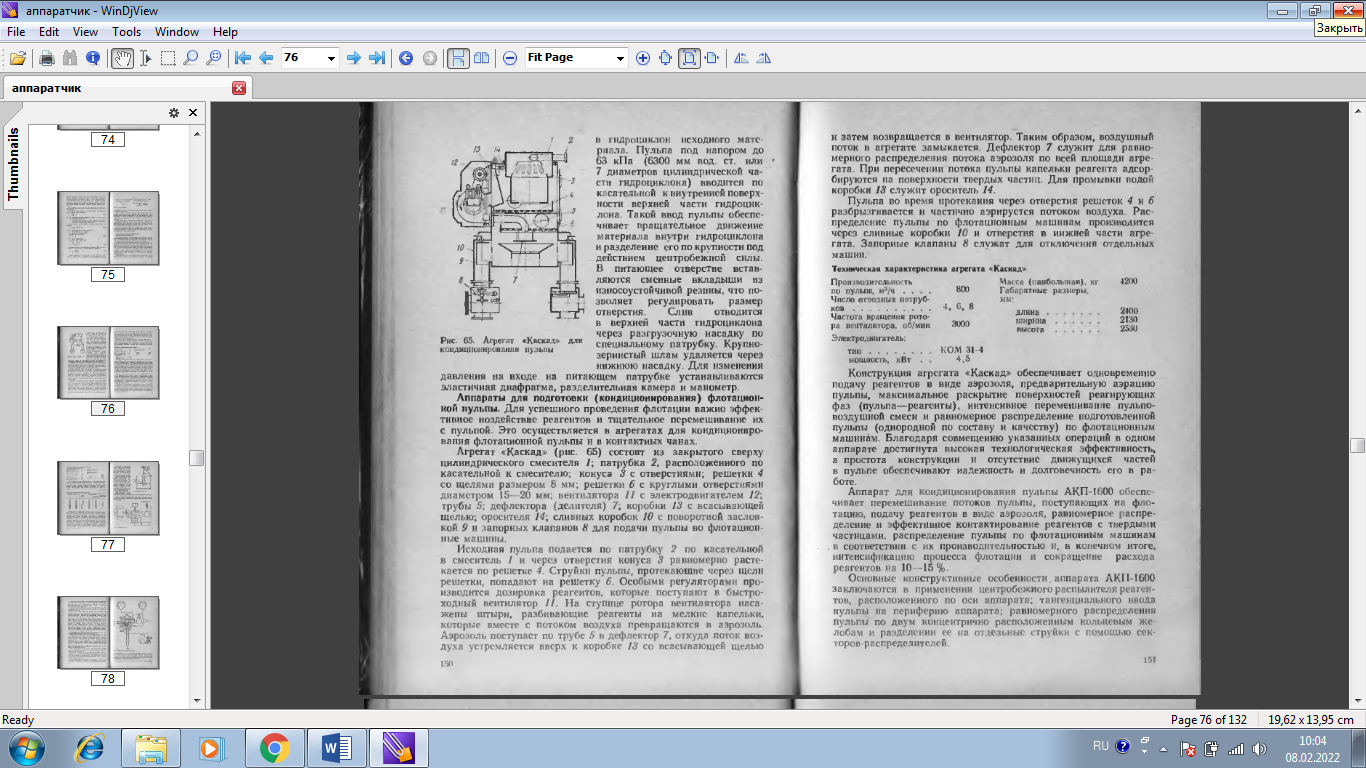 аппаратчик - WinDjView
Закрыть
File Edit View Tools Window Help
76
Fit Page
аппаратчик
Thumbnails
74
75
76
77
78
в гидроциклон исходного мате-
риала. Пульпа под напором до
63 кПа (6300 мм вод. ст. или
7 диаметров цилиндрической ча-
сти гидроциклона) вводится по
касательной к внутренней поверх-
ности верхней части гидроцик-
лона. Такой ввод пульпы обеспе-
чивает вращательное движение
материала внутри гидроциклона
и разделение его по крупности под
действием центробежной силы.
В питающее отверстие встав-
ляются сменные вкладыши из
износоустойчивой резины, что по-
зволяет регулировать размер
отверстия. Слив отводится
в верхней части гидроциклона
через разгрузочную насадку по
специальному патрубку. Крупно-
зернистый шлам удаляется через
нижнюю насадку. Для изменения
13 14 1 2
12
3
4
5
11
6
10
9
8
7
Рис. 65. Агрегат «Каскад» для
кондиционирования пульпы
давления на входе на питающем патрубке устанавливаются
эластичная диафрагма, разделительная камера и манометр.
Аппараты для подготовки (кондиционирования) флотацион-
ной пульпы. Для успешного проведения флотации важно эффек-
тивное воздействие реагентов и тщательное перемешивание их
с пульпой. Это осуществляется в агрегатах для кондициониро-
вания флотационной пульпы и в контактных чанах.
Агрегат «Каскад» (рис. 65) состоит из закрытого сверху
цилиндрического смесителя 1; патрубка 2, расположенного по
касательной к смесителю; конуса 3 с отверстиями; решетки 4
со щелями размером 8 мм; решетки 6 с круглыми отверстиями
диаметром 15—20 мм; вентилятора 11 с электродвигателем 12;
трубы 5; дефлектора (делителя) 7; коробки 13 с всасывающей
щелью; оросителя 14; сливных коробок 10 с поворотной заслон-
кой 9 и запорных клапанов 8 для подачи пульпы во флотацион-
ные машины.
Исходная пульпа подается по патрубку 2 по касательной
в смеситель 1 и через отверстия конуса 3 равномерно расте-
кается по решетке 4. Струйки пульпы, протекающие через щели
решетки, попадают на решетку 6. Особыми регуляторами про-
изводится дозировка реагентов, которые поступают в быстро-
ходный вентилятор 11. На ступице ротора вентилятора наса-
жены штыри, разбивающие реагенты на мелкие капельки,
которые вместе с потоком воздуха превращаются в аэрозоль.
Аэрозоль поступает по трубе 5 в дефлектор 7, откуда поток воз-
духа устремляется вверх к коробке 13 со всасывающей щелью
150
и затем возвращается в вентилятор. Таким образом, воздушный
поток в агрегате замыкается. Дефлектор 7 служит для равно-
мерного распределения потока аэрозоля по всей площади агре-
гата. При пересечении потока пульпы капельки реагента адсор-
бируются на поверхности твердых частиц. Для промывки водой
коробки 13 служит ороситель 14.
Пульпа во время протекания через отверстия решеток 4 и 6
разбрызгивается и частично аэрируется потоком воздуха. Рас-
пределение пульпы по флотационным машинам производится
через сливные коробки 10 и отверстия в нижней части агре-
гата. Запорные клапаны 8 служат для отключения отдельных
машин.
Техническая характеристика агрегата «Каскад»
Производительность
по пульпе, м³/ч . . . . 800
Число отводных патруб-
ков . . . . . . . . . . 4, 6, 8
Частота вращения рото-
ра вентилятора, об/мин 3000
Электродвигатель:
тип . . . . . . . . КОМ 31-4
мощность, кВт . . 4,5
Масса (наибольшая), кг 4200
Габаритные размеры,
мм:
длина . . . . . . 2400
ширина . . . . . 2130
высота . . . . . 2530
Конструкция агрегата «Каскад» обеспечивает одновременно
подачу реагентов в виде аэрозоля, предварительную аэрацию
пульпы, максимальное раскрытие поверхностей реагирующих
фаз (пульпа—реагенты), интенсивное перемешивание пульпо-
воздушной смеси и равномерное распределение подготовленной
пульпы (однородной по составу и качеству) по флотационным
машинам. Благодаря совмещению указанных операций в одном
аппарате достигнута высокая технологическая эффективность,
а простота конструкции и отсутствие движущихся частей
в пульпе обеспечивают надежность и долговечность его в ра-
боте.
Аппарат для кондиционирования пульпы АКП-1600 обеспе-
чивает перемешивание потоков пульпы, поступающих на фло-
тацию, подачу реагентов в виде аэрозоля, равномерное распре-
деление и эффективное контактирование реагентов с твердыми
частицами, распределение пульпы по флотационным машинам
в соответствии с их производительностью и, в конечном итоге,
интенсификацию процесса флотации и сокращение расхода
реагентов на 10—15 %.
Основные конструктивные особенности аппарата АКП-1600
заключаются в применении центробежного распылителя реаген-
тов, расположенного по оси аппарата; тангенциального ввода
пульпы на периферию аппарата; равномерного распределения
пульпы по двум концентрично расположенным кольцевым же-
лобам и разделении ее на отдельные струйки с помощью сек-
торов-распределителей.
151
Ready
Page 76 of 132
19,62 x 13,95 cm
RU
10:04
08.02.2022